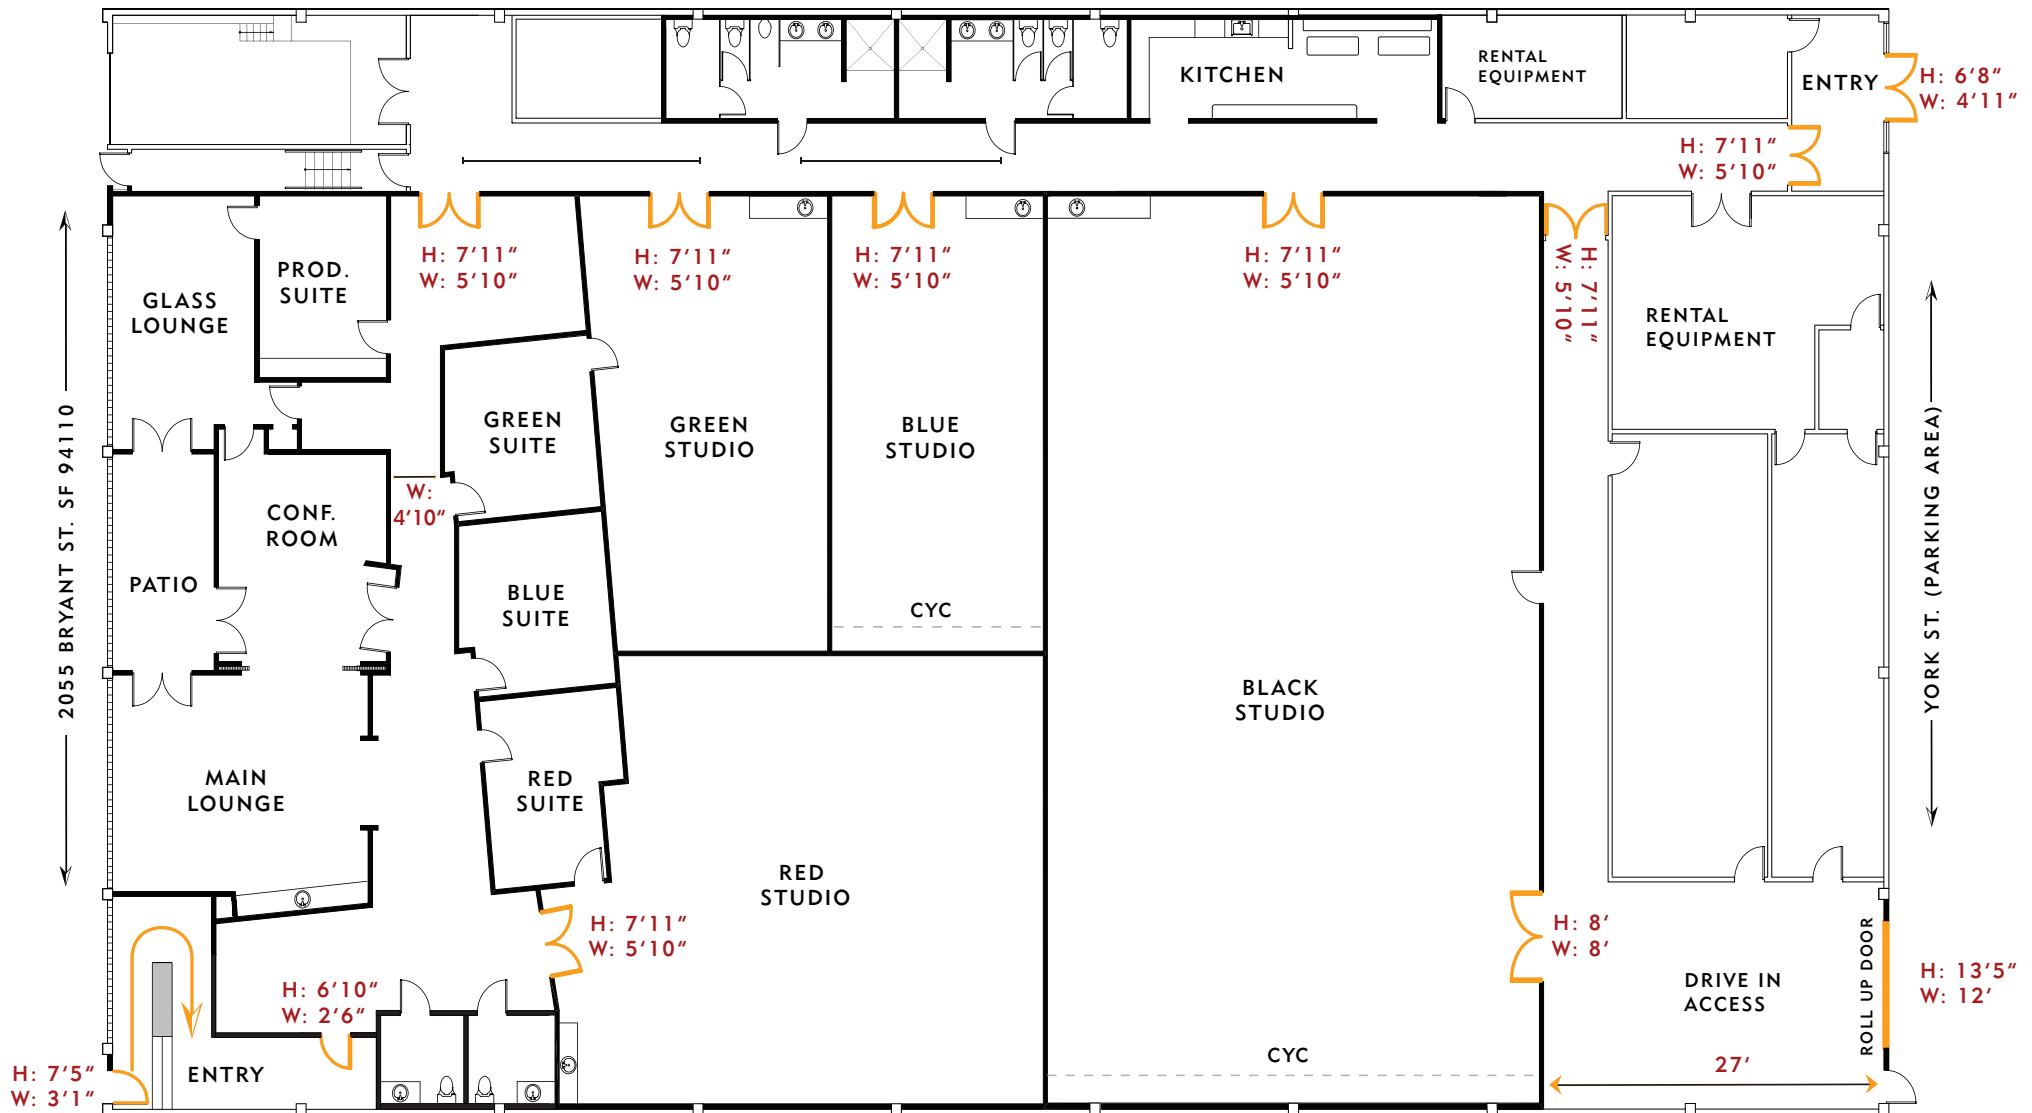 KITCHEN
RENTAL
EQUIPMENT
ENTRY
H: 6'8"
W: 4'11"
H: 7'11"
W: 5'10"
H: 7'11"
W: 5'10"
H: 7'11"
W: 5'10"
H: 7'11"
W: 5'10"
H: 7'11"
W: 5'10"
H: 7'11"
W: 5'10"
PROD.
SUITE
GLASS
LOUNGE
RENTAL
EQUIPMENT
2055 BRYANT ST. SF 94110
YORK ST. (PARKING AREA)
GREEN
SUITE
GREEN
STUDIO
BLUE
STUDIO
W:
4'10"
CONF.
ROOM
PATIO
BLUE
SUITE
CYC
BLACK
STUDIO
MAIN
LOUNGE
RED
SUITE
RED
STUDIO
H: 7'11"
W: 5'10"
H: 8'
W: 8'
DRIVE IN
ACCESS
ROLL UP DOOR
H: 13'5"
W: 12'
H: 6'10"
W: 2'6"
ENTRY
H: 7'5"
W: 3'1"
CYC
27'